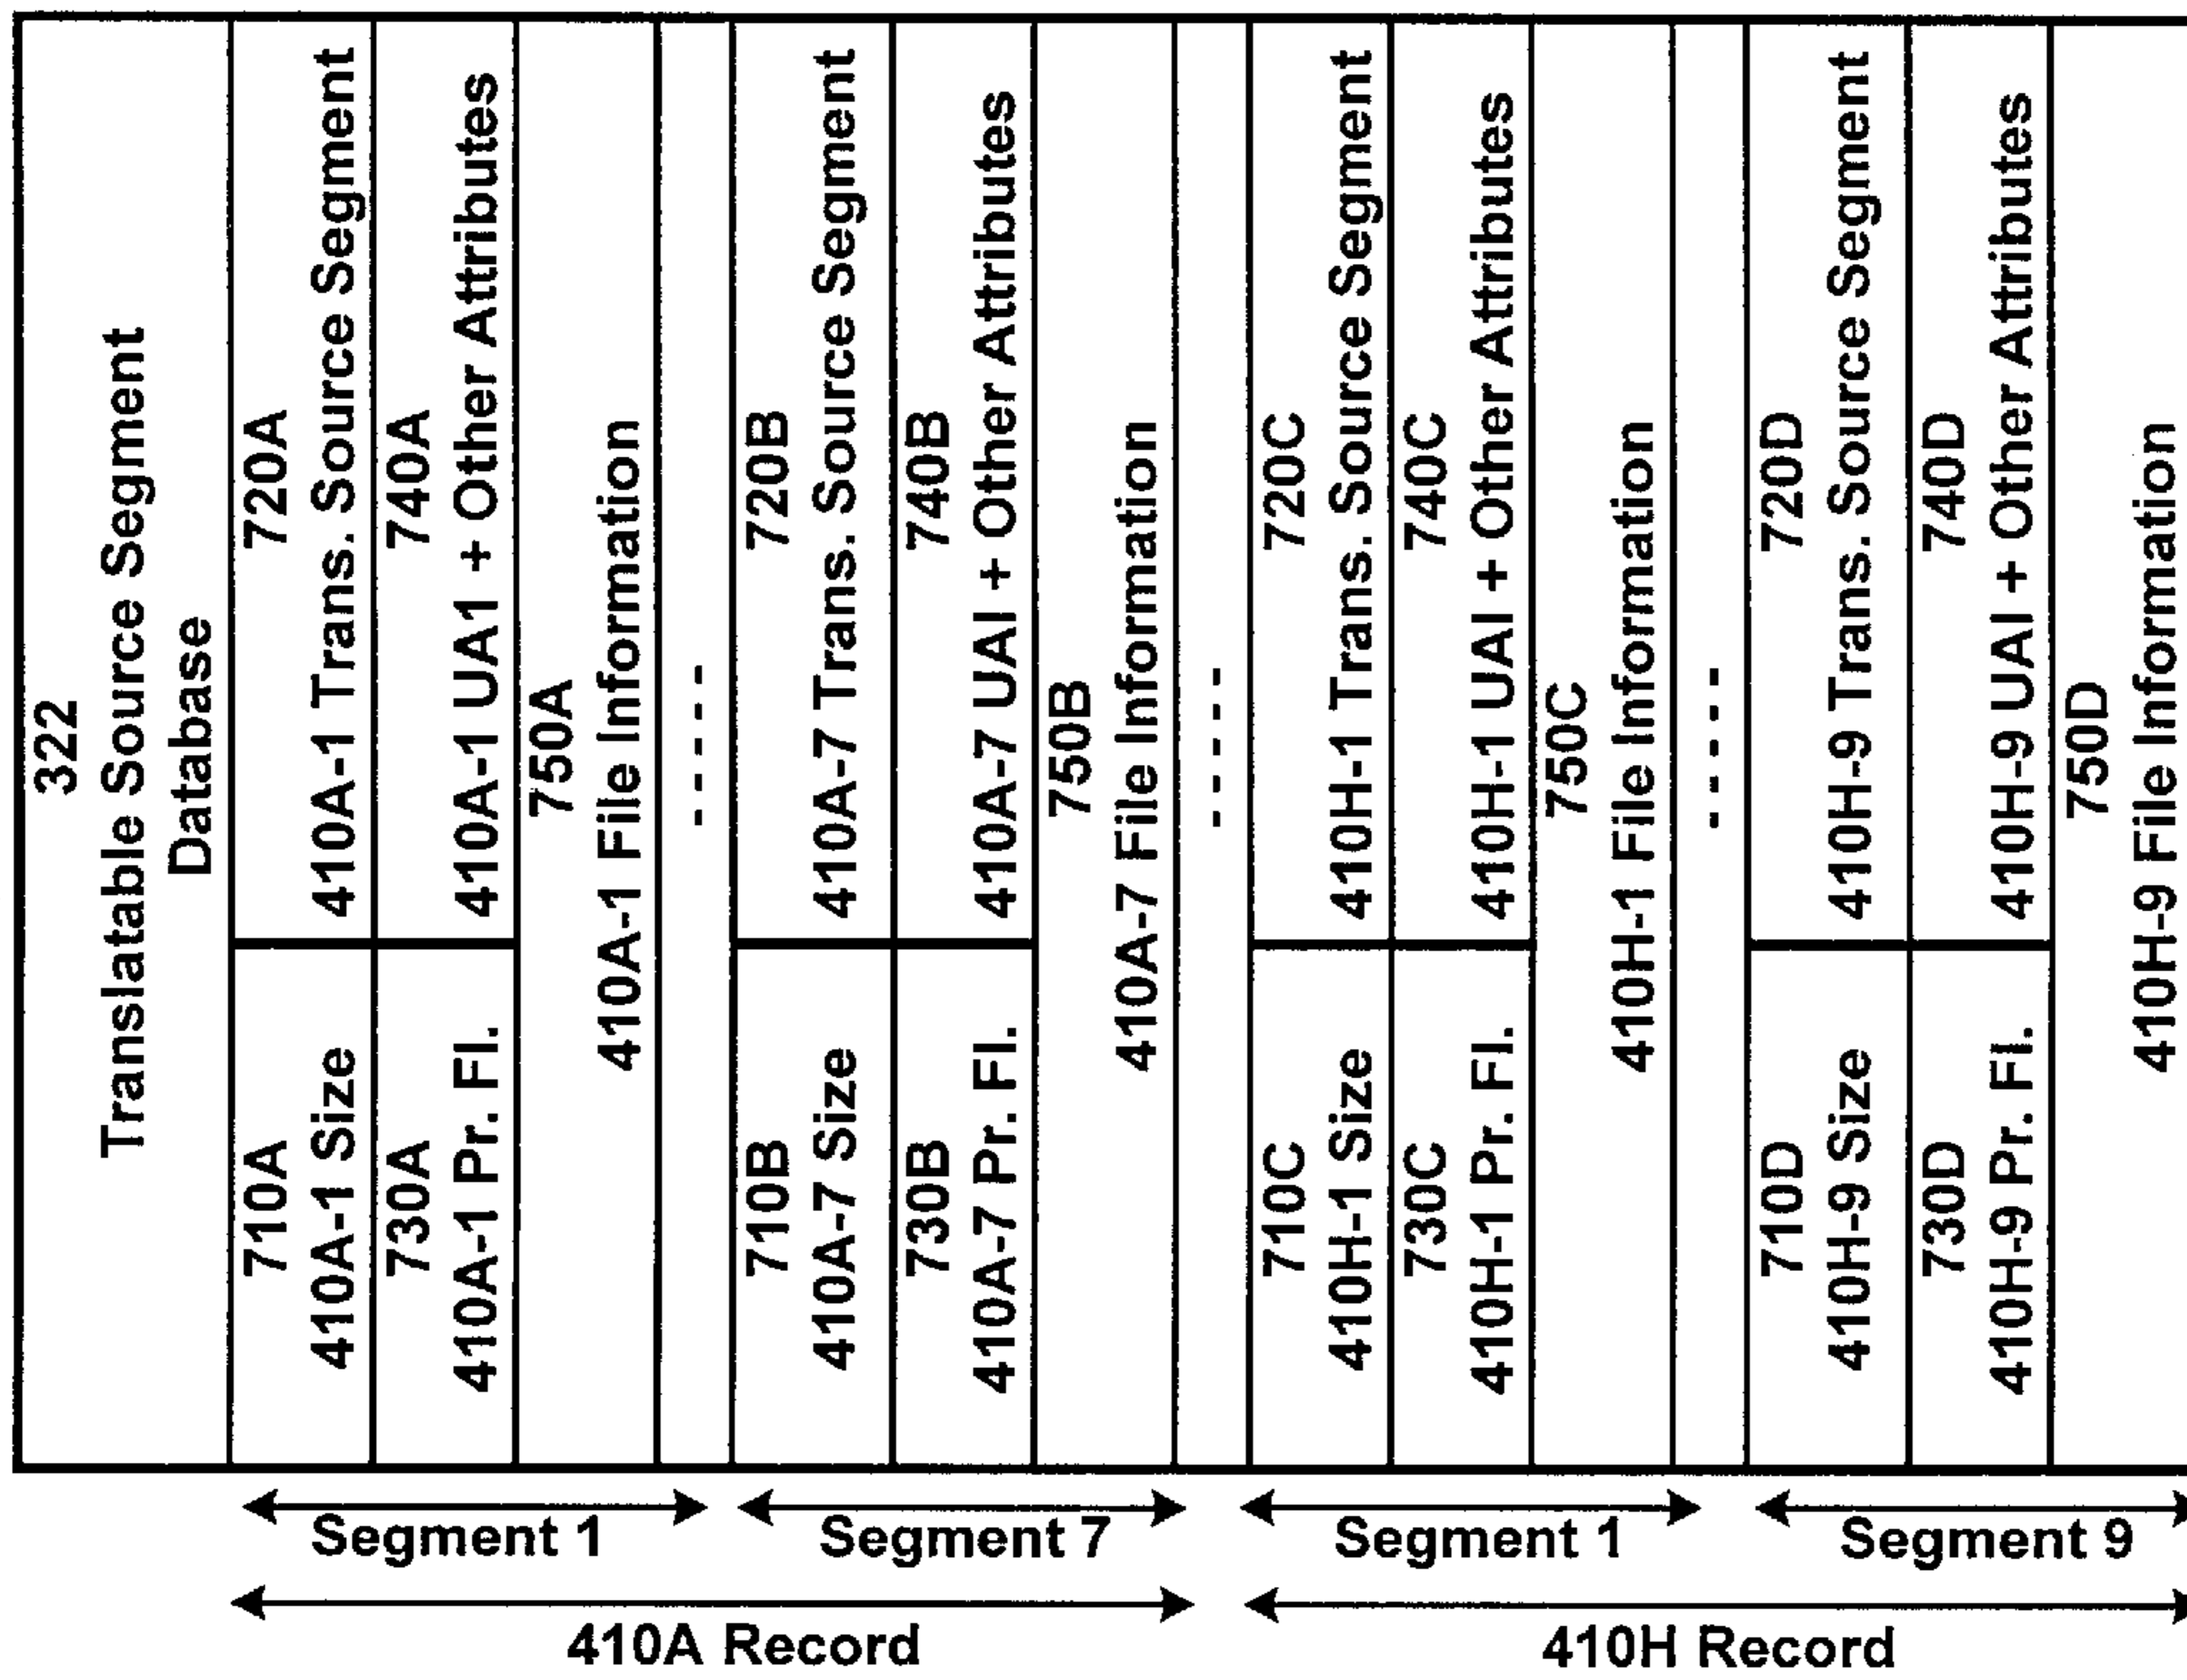 322
Translatable Source Segment
Database
710A
720A
410A-1 Size
410A-1 Trans. Source Segment
730A
740A
410A-1 Pr. Fl.
410A-1 UA1 + Other Attributes
750A
410A-1 File Information
-----
710B
720B
410A-7 Size
410A-7 Trans. Source Segment
730B
740B
410A-7 Pr. Fl.
410A-7 UAI + Other Attributes
750B
410A-7 File Information
-----
710C
720C
410H-1 Size
410H-1 Trans. Source Segment
730C
740C
410H-1 Pr. Fl.
410H-1 UAI + Other Attributes
750C
410H-1 File Information
-----
710D
720D
410H-9 Size
410H-9 Trans. Source Segment
730D
740D
410H-9 Pr. Fl.
410H-9 UAI + Other Attributes
750D
410H-9 File Information
Segment 1
Segment 7
Segment 1
Segment 9
410A Record
410H Record